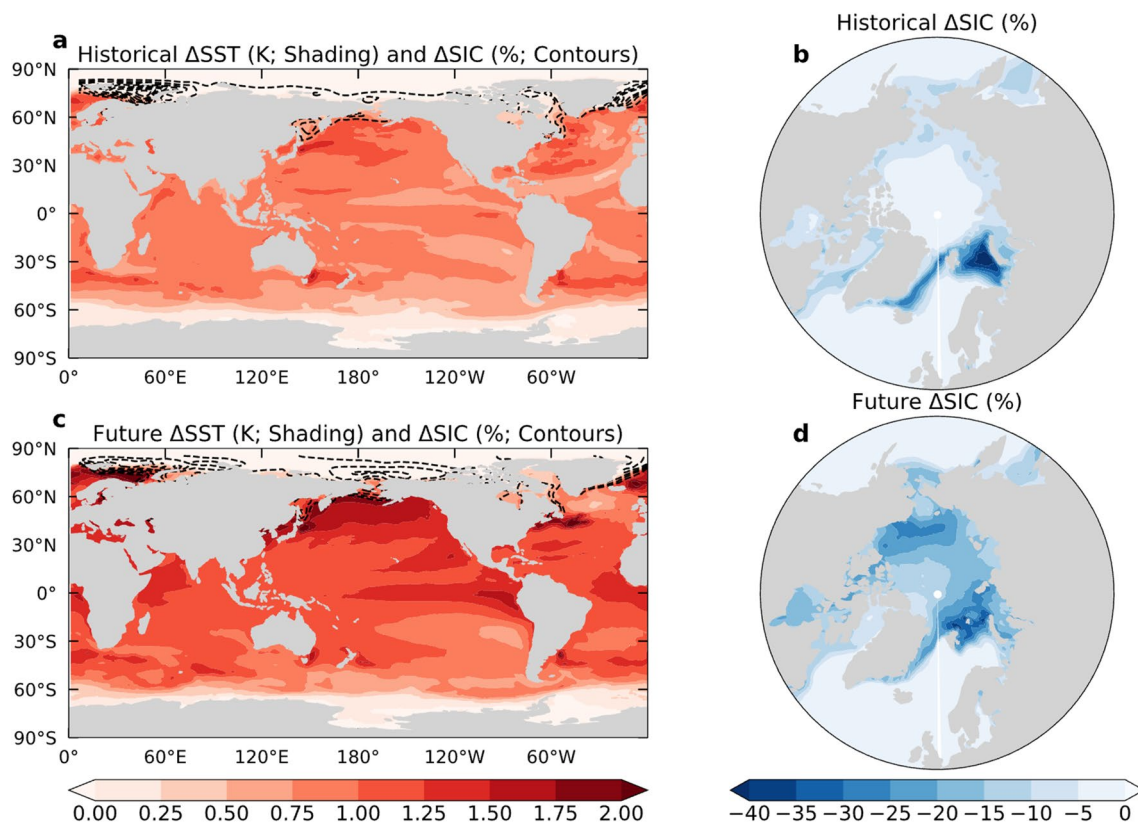 a
Historical ΔSST (K; Shading) and ΔSIC (%; Contours)
90°N
60°N
30°N
0°
30°S
60°S
90°S
0° 60°E 120°E 180° 120°W 60°W
b
Historical ΔSIC (%)
c
Future ΔSST (K; Shading) and ΔSIC (%; Contours)
90°N
60°N
30°N
0°
30°S
60°S
90°S
0° 60°E 120°E 180° 120°W 60°W
0.00 0.25 0.50 0.75 1.00 1.25 1.50 1.75 2.00
d
Future ΔSIC (%)
−40 −35 −30 −25 −20 −15 −10 −5 0